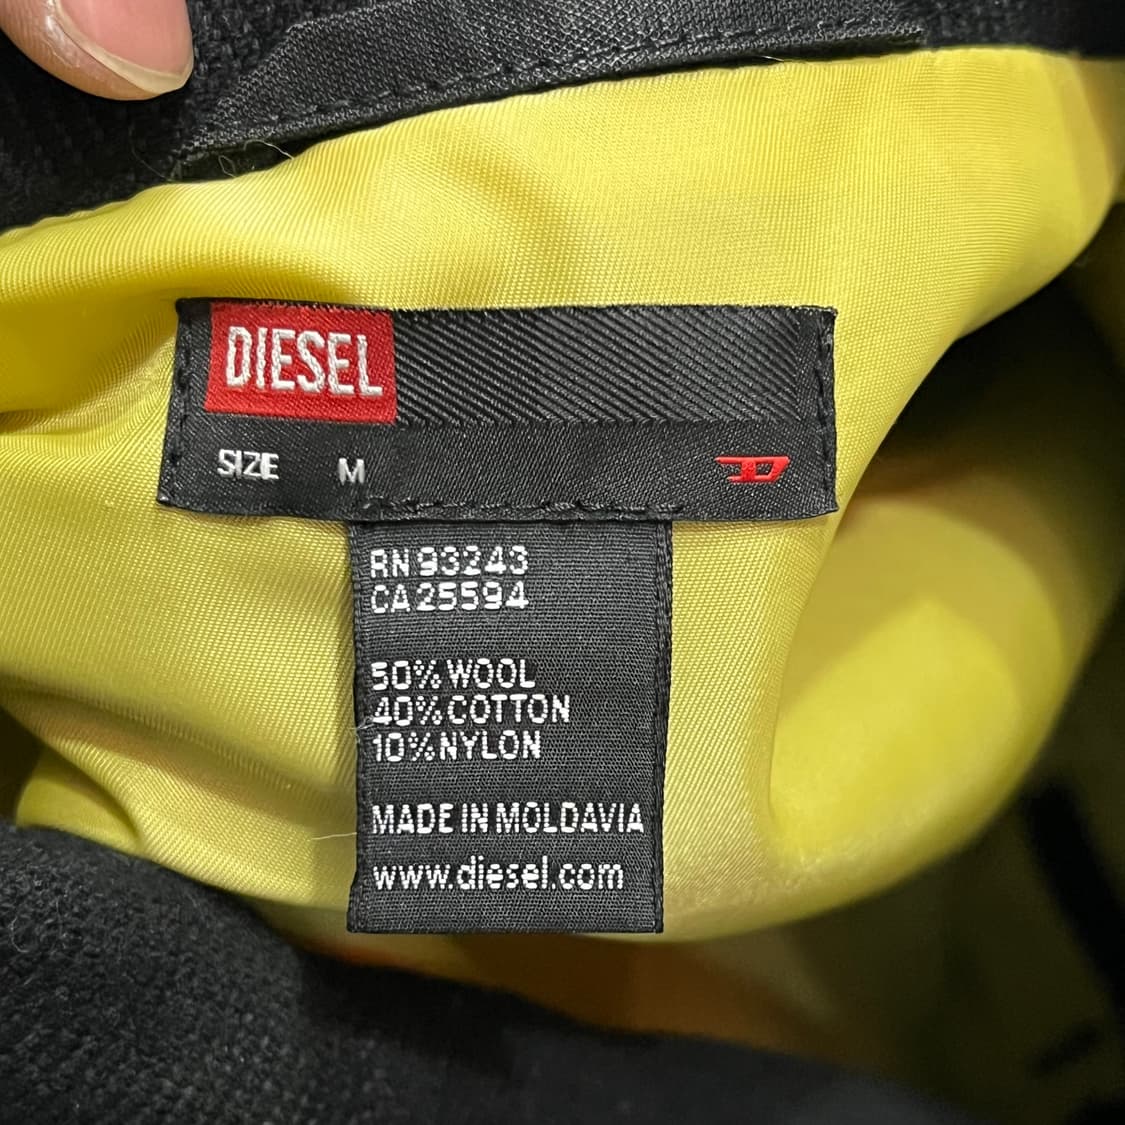 DIESEL
SIZE M
RN 93243
CA 25594
50% WOOL
40% COTTON
10% NYLON
MADE IN MOLDAVIA
www.diesel.com